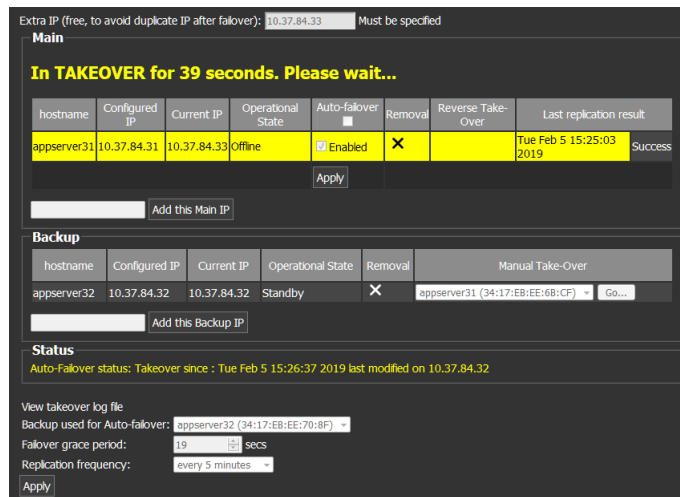 Extra IP (free, to avoid duplicate IP after failover): 10.37.84.33 Must be specified
Main
In TAKEOVER for 39 seconds. Please wait...
hostname Configured IP Current IP Operational State Auto-failover Removal Reverse Take-Over Last replication result
appserver31 10.37.84.31 10.37.84.33 Offline Enabled Tue Feb 5 15:25:03 2019 Success
Apply
Add this Main IP
Backup
hostname Configured IP Current IP Operational State Removal Manual Take-Over
appserver32 10.37.84.32 10.37.84.32 Standby appserver31 (34:17:EB:EE:6B:CF) Go...
Add this Backup IP
Status
Auto-Failover status: Takeover since : Tue Feb 5 15:26:37 2019 last modified on 10.37.84.32
View takeover log file
Backup used for Auto-failover: appserver32 (34:17:EB:EE:70:8F)
Failover grace period: 19 secs
Replication frequency: every 5 minutes
Apply